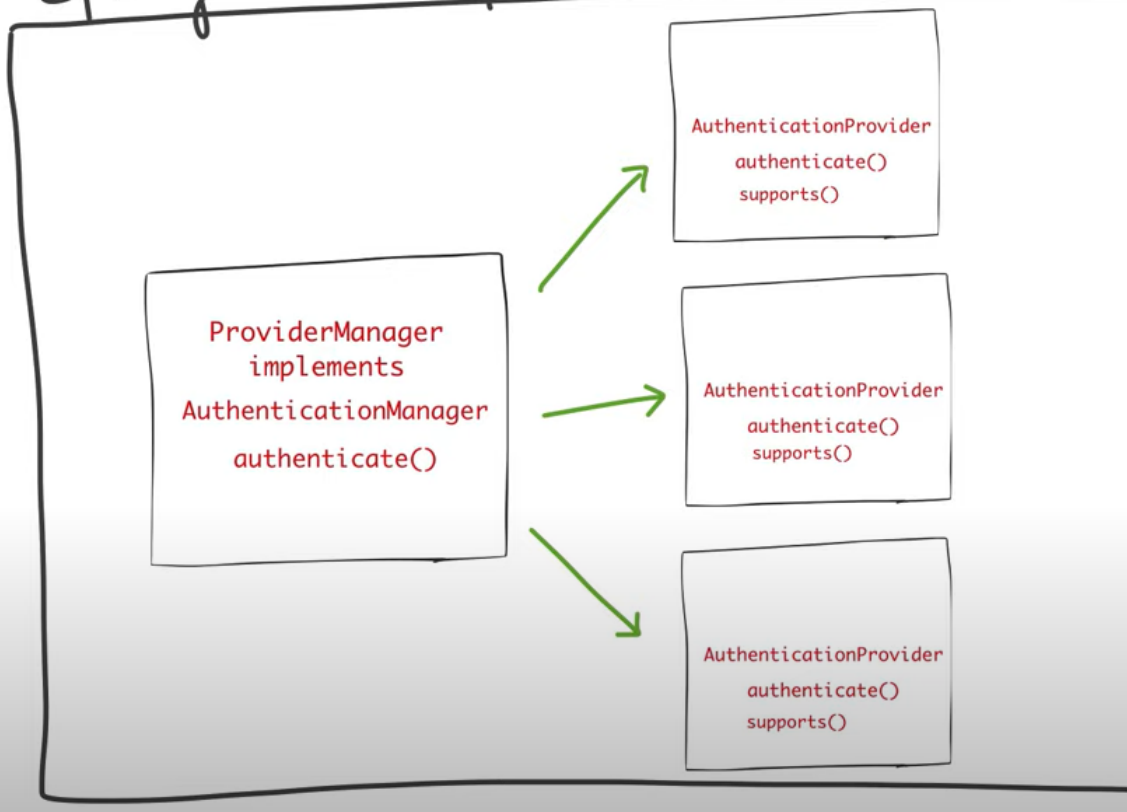 ProviderManager
implements
AuthenticationManager
authenticate()
AuthenticationProvider
authenticate()
supports()
AuthenticationProvider
authenticate()
supports()
AuthenticationProvider
authenticate()
supports()